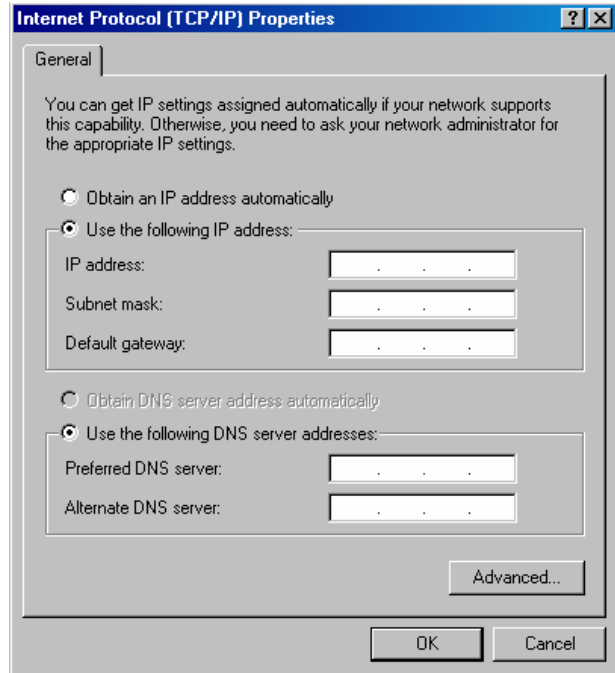 Internet Protocol (TCP/IP) Properties
? X
General
You can get IP settings assigned automatically if your network supports
this capability. Otherwise, you need to ask your network administrator for
the appropriate IP settings.
Obtain an IP address automatically
Use the following IP address:
IP address: . . .
Subnet mask: . . .
Default gateway: . . .
Obtain DNS server address automatically
Use the following DNS server addresses:
Preferred DNS server: . . .
Alternate DNS server: . . .
Advanced...
OK Cancel